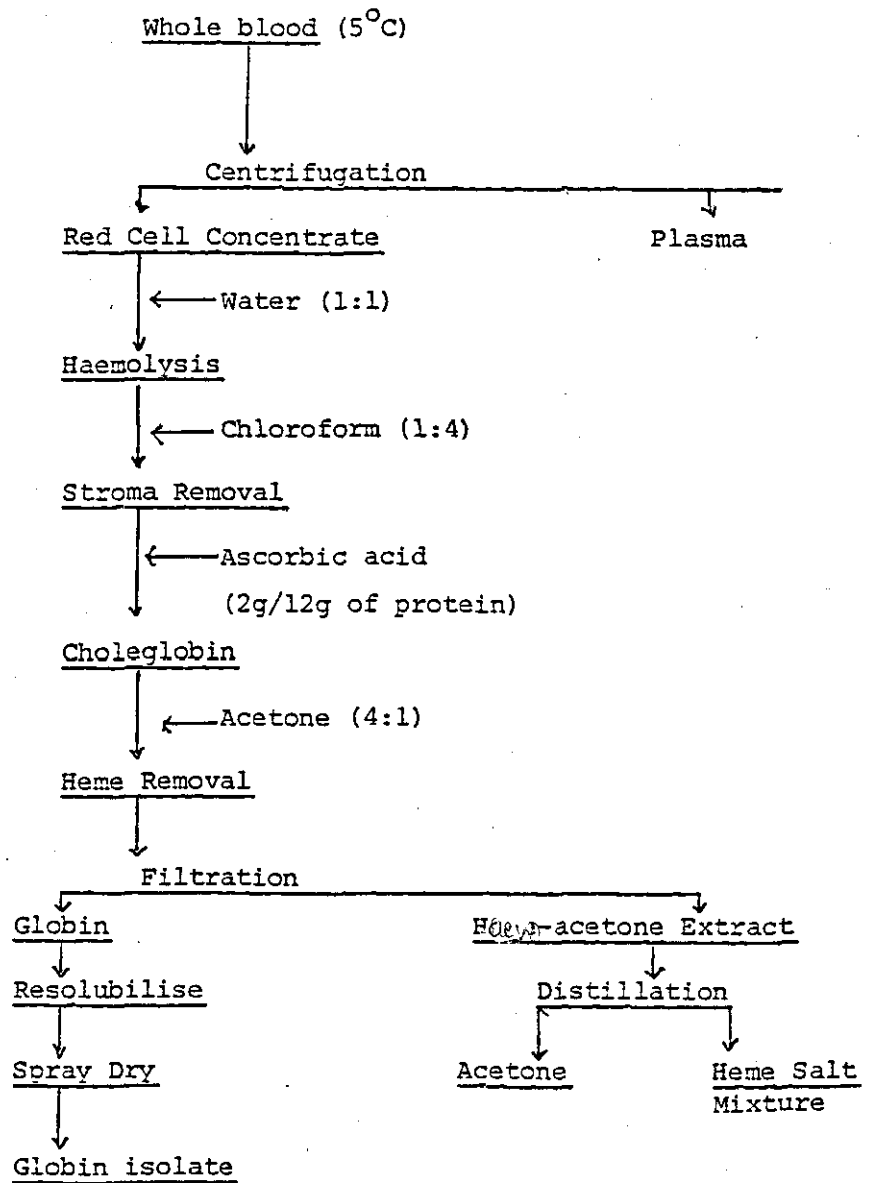 Whole blood (5°C)
Centrifugation
Red Cell Concentrate
Plasma
Water (1:1)
Haemolysis
Chloroform (1:4)
Stroma Removal
Ascorbic acid
(2g/12g of protein)
Choleglobin
Acetone (4:1)
Heme Removal
Filtration
Globin
Haem-acetone Extract
Resolubilise
Distillation
Spray Dry
Acetone
Heme Salt
Mixture
Globin isolate